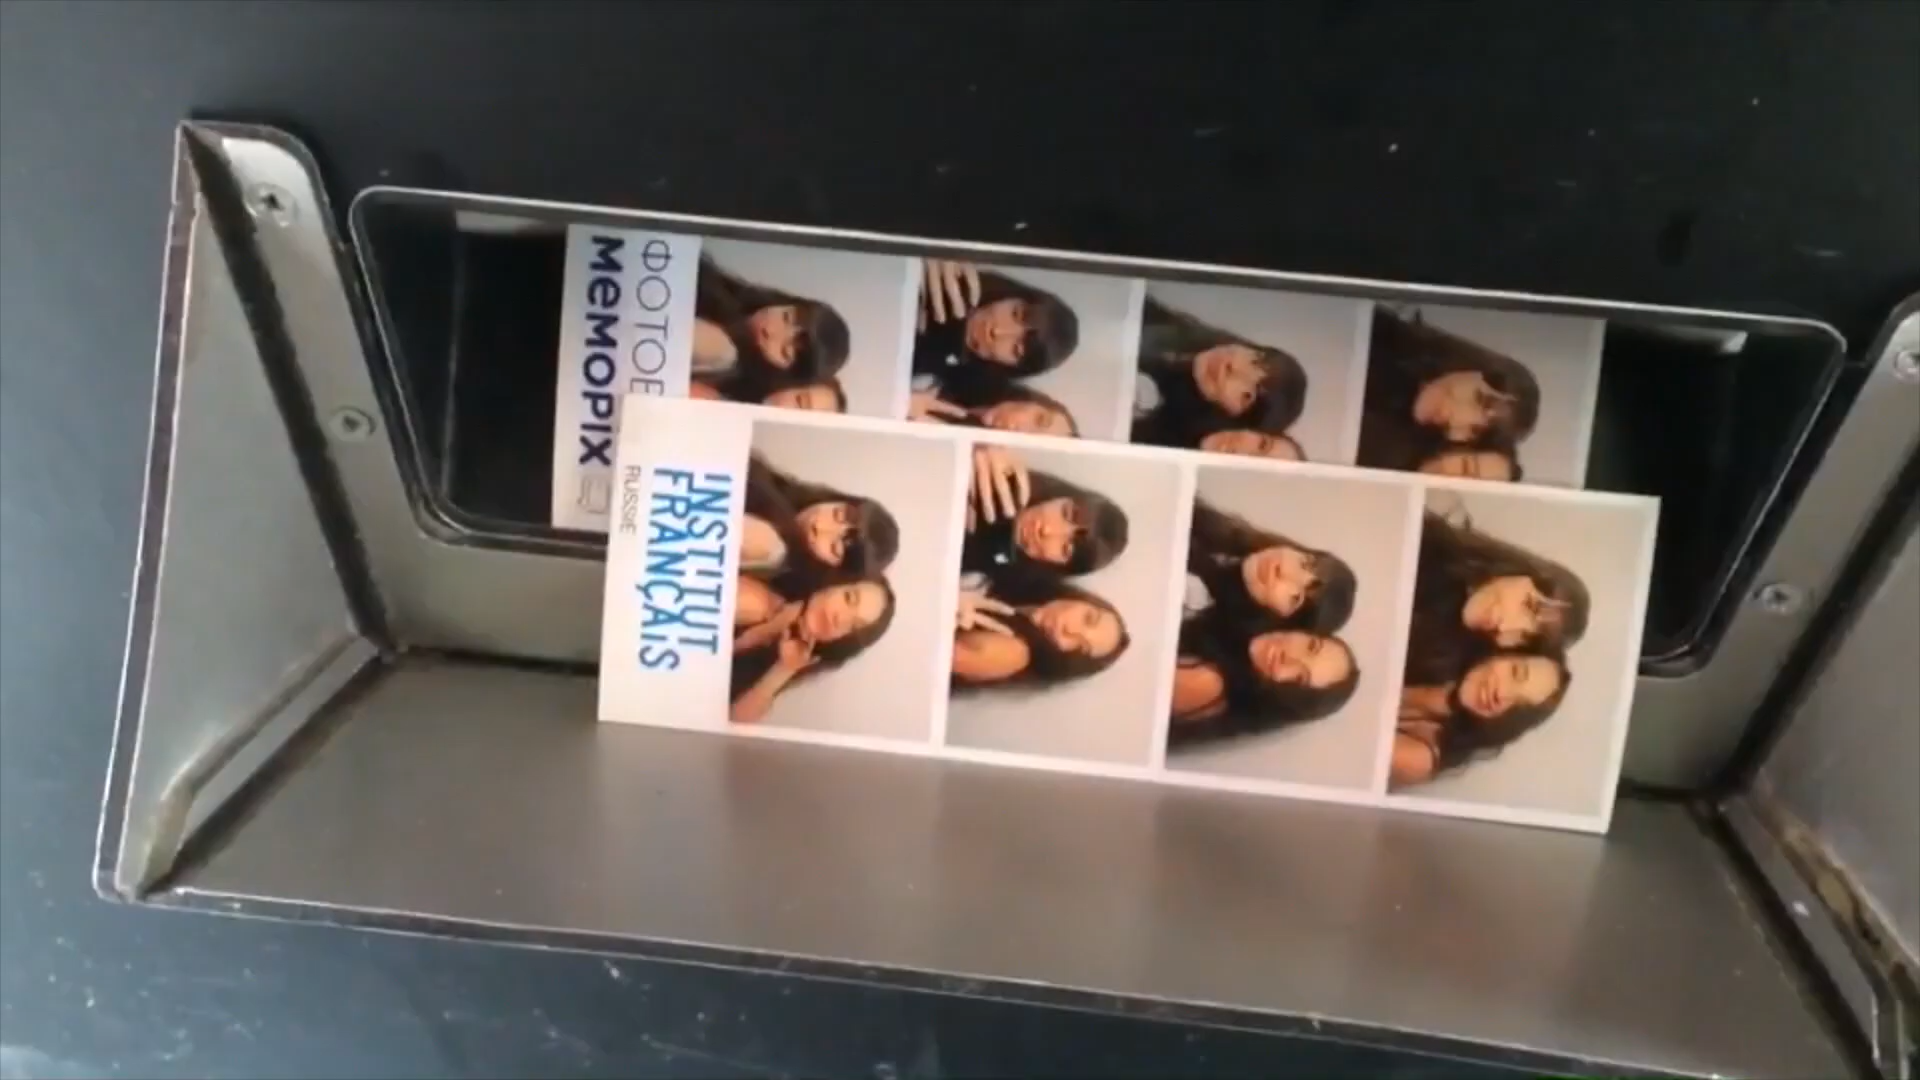 ФОТОБ
MEMOPIX
INSTITUT
FRANÇAIS
RUSSIE